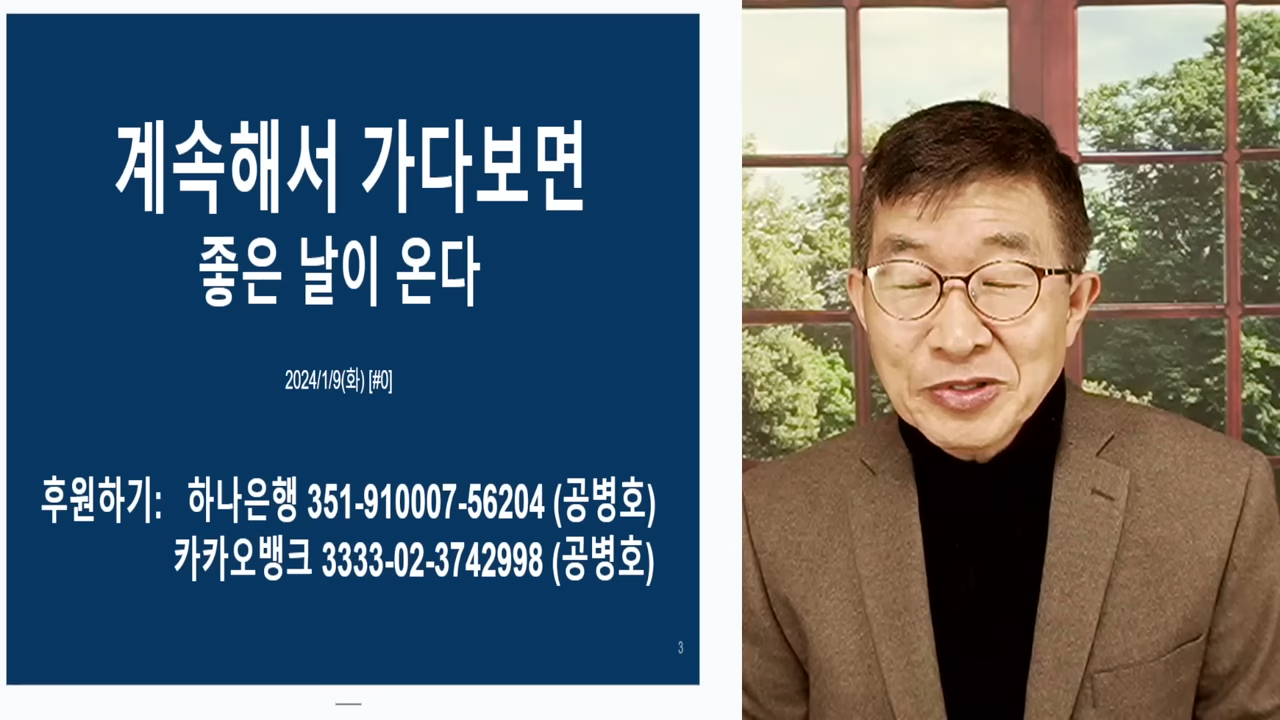 계속해서 가다보면
좋은 날이 온다
2024/1/9(화) [#0]
후원하기: 하나은행 351-910007-56204 (공병호)
카카오뱅크 3333-02-3742998 (공병호)
3